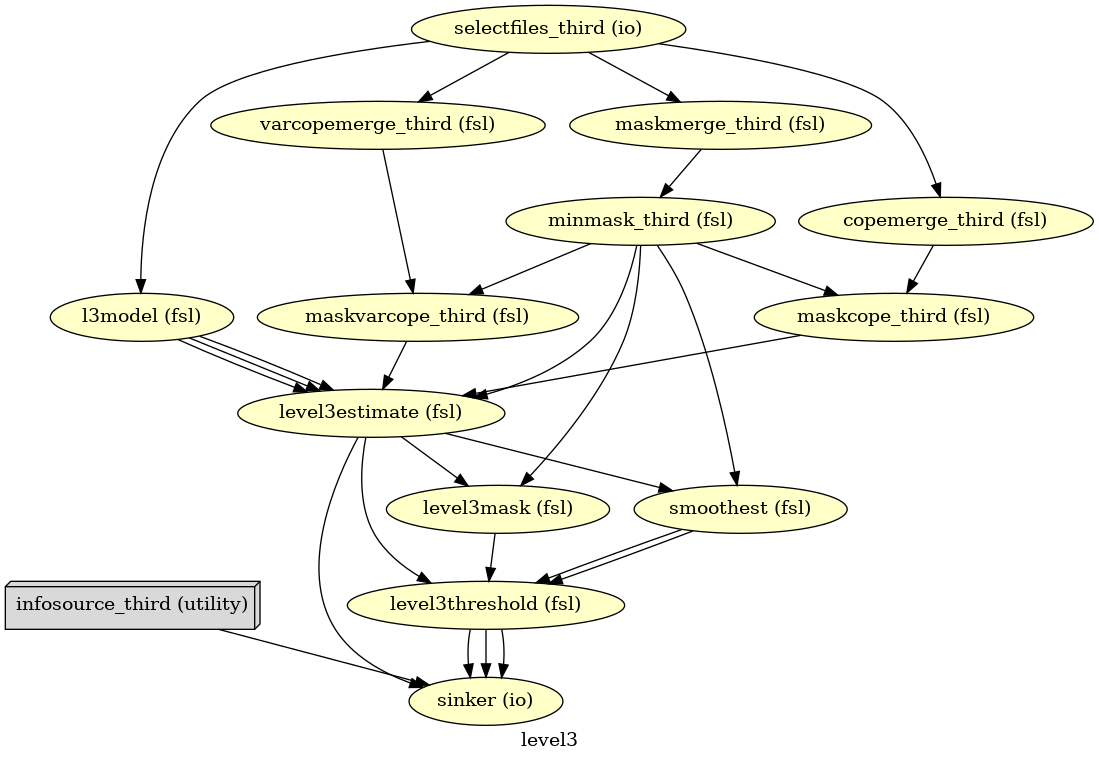 selectfiles_third (io)
varcopemerge_third (fsl)
maskmerge_third (fsl)
minmask_third (fsl)
copemerge_third (fsl)
l3model (fsl)
maskvarcope_third (fsl)
maskcope_third (fsl)
level3estimate (fsl)
level3mask (fsl)
smoothest (fsl)
infosource_third (utility)
level3threshold (fsl)
sinker (io)
level3